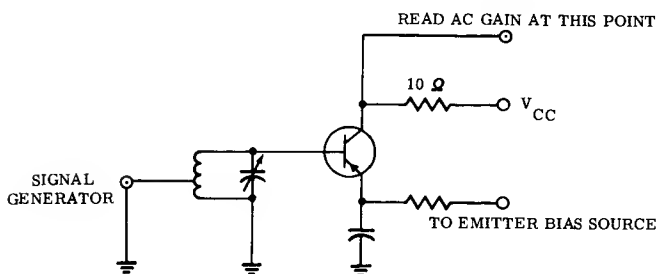 READ AC GAIN AT THIS POINT
10 Ω
V
CC
SIGNAL
GENERATOR
TO EMITTER BIAS SOURCE